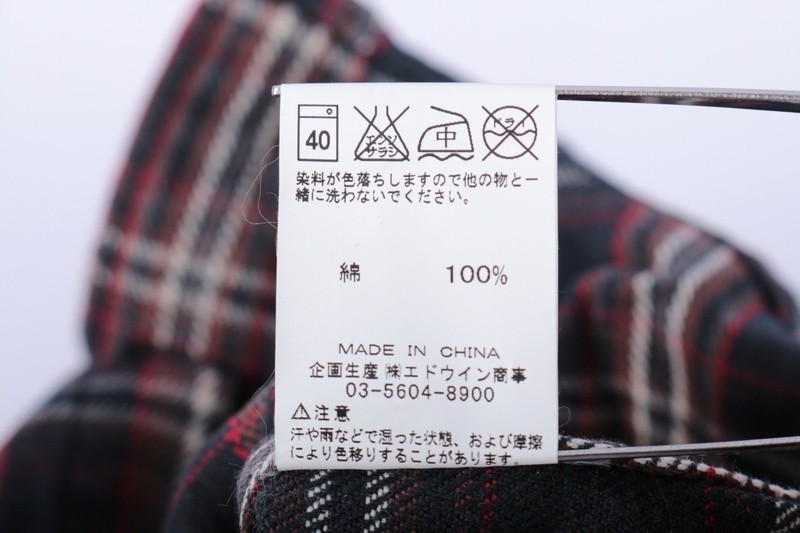 40 エンソサラシ 中 ドライ
染料が色落ちしますので他の物と一
緒に洗わないでください。
綿 100%
MADE IN CHINA
企画生産㈱エドウイン商事
03-5604-8900
⚠注意
汗や雨などで湿った状態、および摩擦
により色移りすることがあります。